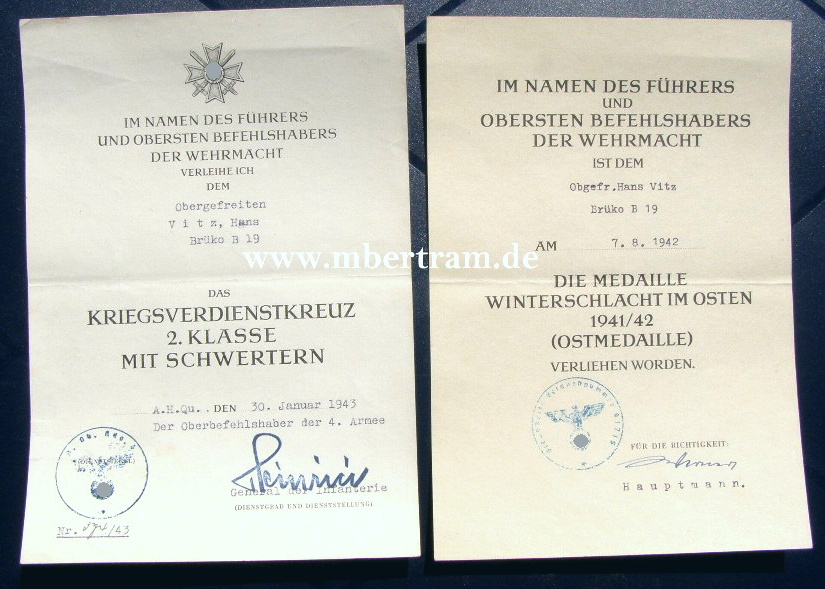 IM NAMEN DES FÜHRERS
UND OBERSTEN BEFEHLSHABERS
DER WEHRMACHT
VERLEIHE ICH
DEM
Obergefreiten
V i t z, Hans
Brüko B 19
DAS
KRIEGSVERDIENSTKREUZ
2. KLASSE
MIT SCHWERTERN
A.H.Qu.. DEN 30. Januar 1943
Der Oberbefehlshaber der 4. Armee
Heinrici
General der Infanterie
(DIENSTGRAD UND DIENSTSTELLUNG)
Nr. /43
IM NAMEN DES FÜHRERS
UND
OBERSTEN BEFEHLSHABERS
DER WEHRMACHT
IST DEM
Obgefr. Hans Vitz
Brüko B 19
AM 7. 8. 1942
DIE MEDAILLE
WINTERSCHLACHT IM OSTEN
1941/42
(OSTMEDAILLE)
VERLIEHEN WORDEN.
FÜR DIE RICHTIGKEIT:
H a u p t m a n n.
www.mbertram.de